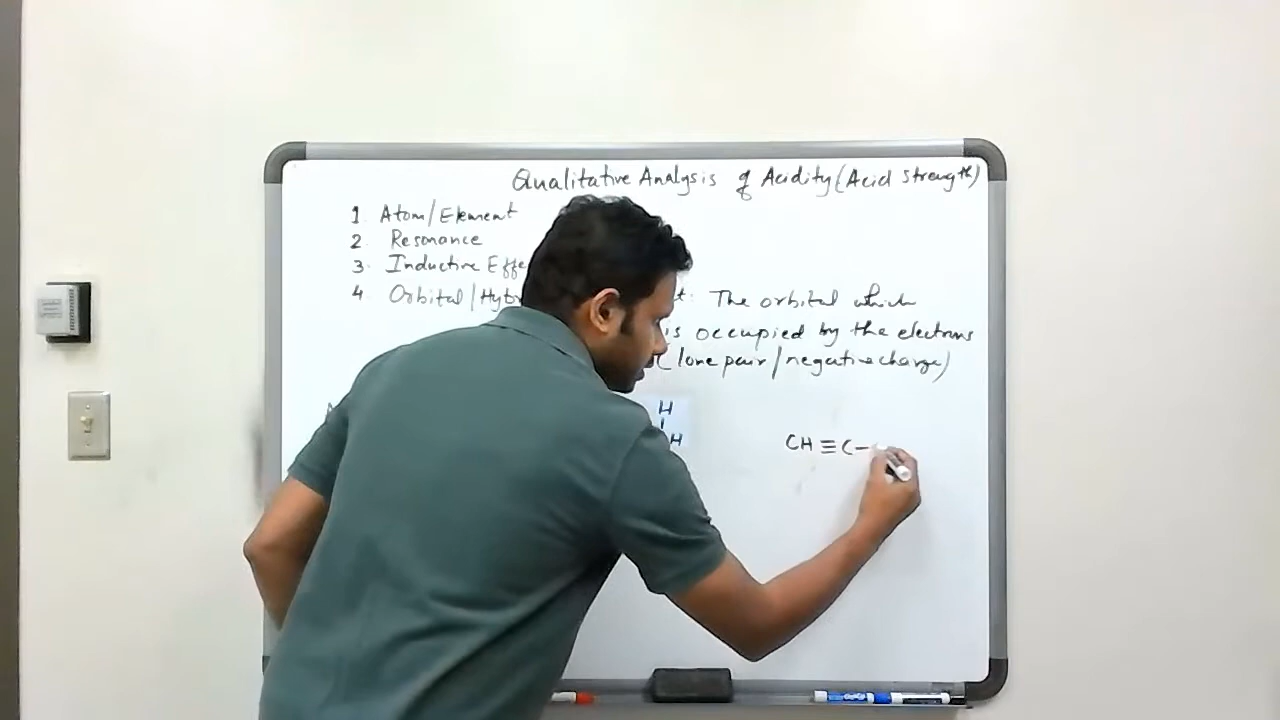 Qualitative Analysis of Acidity (Acid strength)
1. Atom/Element
2. Resonance
3. Inductive Effe
4. Orbital/Hyb t: The orbital which
is occupied by the electrons
(lone pair/negative charge)
H
H
CH≡C–